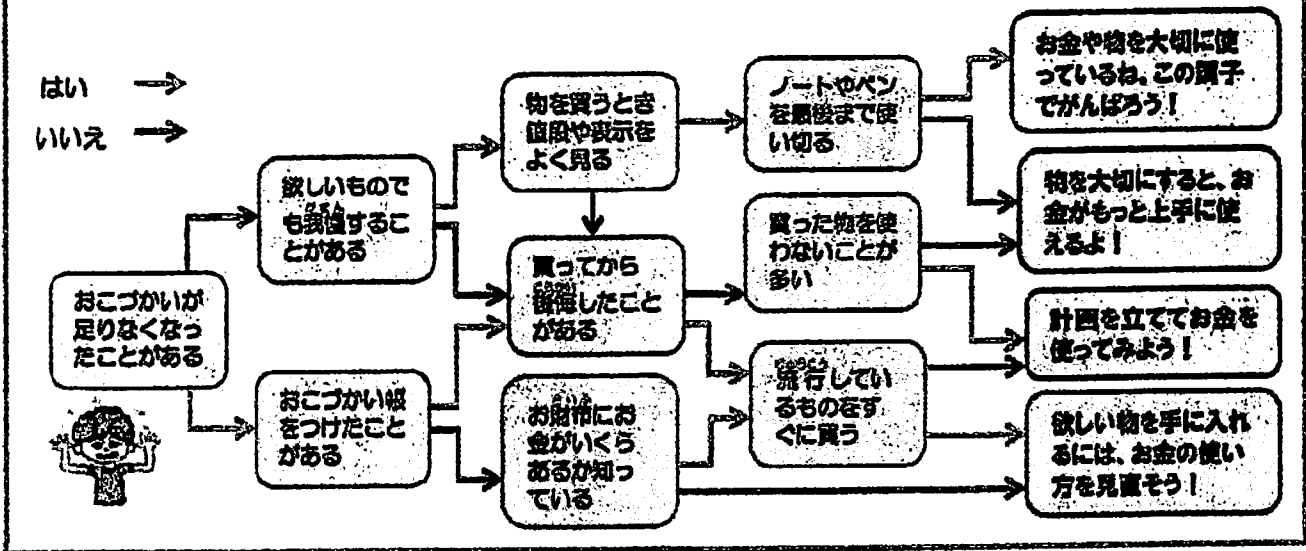 はい
いいえ
おこづかいが
足りなくなっ
たことがある
欲しいもので
も我慢するこ
とがある
おこづかい帳
をつけたこと
がある
物を買うとき
値段や表示を
よく見る
買ってから
後悔したこと
がある
お財布にお
金がいくら
あるか知っ
ている
ノートやペン
を最後まで使
い切る
買った物を使
わないことが
多い
流行してい
るものをす
ぐに買う
お金や物を大切に使
っているね、この調子
でがんばろう!
物を大切にすると、お
金がもっと上手に使
えるよ!
計画を立ててお金を
使ってみよう!
欲しい物を手に入れ
るには、お金の使い
方を見直そう!